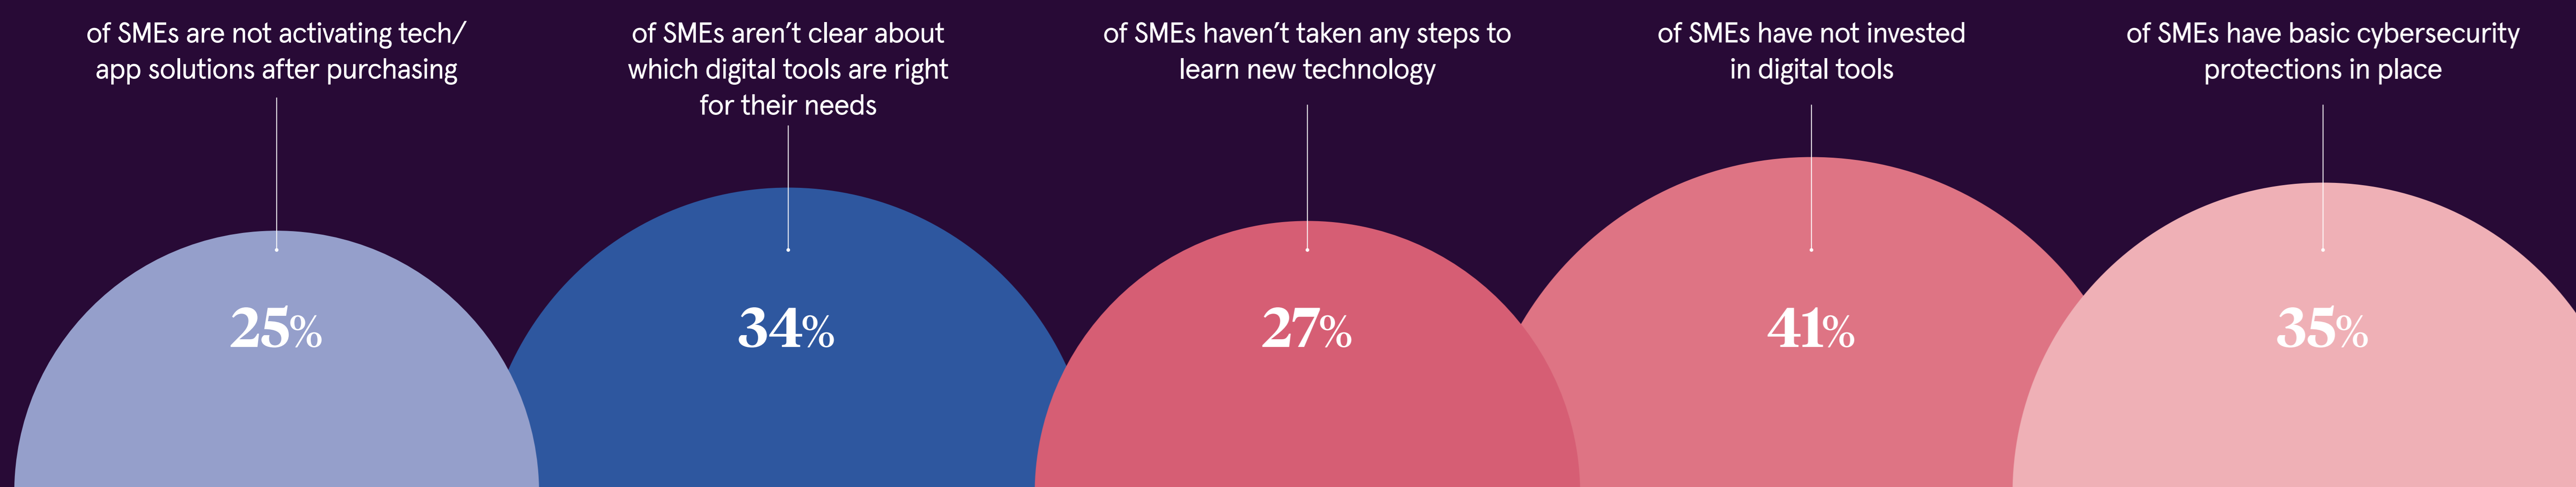 of SMEs are not activating tech/
app solutions after purchasing
25%
of SMEs aren’t clear about
which digital tools are right
for their needs
34%
of SMEs haven’t taken any steps to
learn new technology
27%
of SMEs have not invested
in digital tools
41%
of SMEs have basic cybersecurity
protections in place
35%